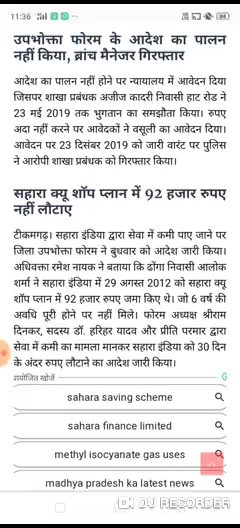 11:36
उपभोक्ता फोरम के आदेश का पालन
नहीं किया, ब्रांच मैनेजर गिरफ्तार
आदेश का पालन नहीं होने पर न्यायालय में आवेदन दिया
जिसपर शाखा प्रबंधक अजीज कादरी निवासी हाट रोड ने
23 मई 2019 तक भुगतान का समझौता किया। रुपए
अदा नहीं करने पर आवेदकों ने वसूली का आवेदन दिया।
आवेदन पर 23 दिसंबर 2019 को जारी वारंट पर पुलिस
ने आरोपी शाखा प्रबंधक को गिरफ्तार किया।
सहारा क्यू शॉप प्लान में 92 हजार रुपए
नहीं लौटाए
टीकमगढ़। सहारा इंडिया द्वारा सेवा में कमी पाए जाने पर
जिला उपभोक्ता फोरम ने बुधवार को आदेश जारी किया।
अधिवक्ता रमेश नायक ने बताया कि ढोंगा निवासी आलोक
शर्मा ने सहारा इंडिया में 29 अगस्त 2012 को सहारा क्यू
शॉप प्लान में 92 हजार रुपए जमा किए थे। जो 6 वर्ष की
अवधि पूरी होने पर नहीं मिले। फोरम अध्यक्ष श्रीराम
दिनकर, सदस्य डॉ. हरिहर यादव और प्रीति परमार द्वारा
सेवा में कमी का मामला मानकर सहारा इंडिया को 30 दिन
के अंदर रुपए लौटाने का आदेश जारी किया।
प्रायोजित खोजें
sahara saving scheme
sahara finance limited
methyl isocyanate gas uses
madhya pradesh ka latest news
DU RECORDER